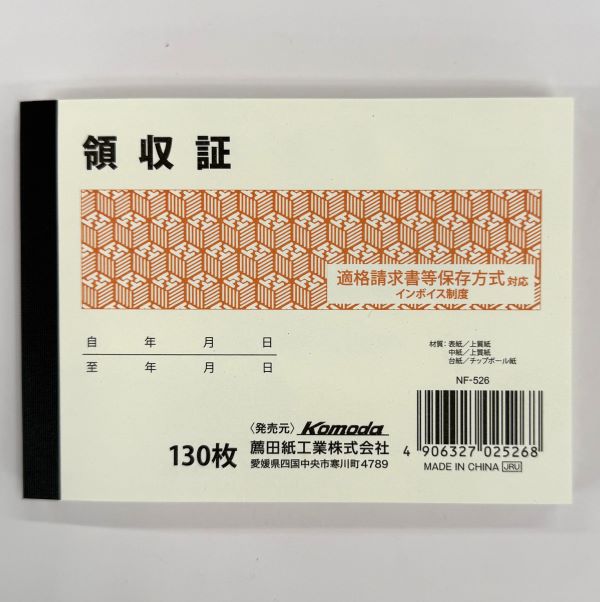 領収証
適格請求書等保存方式対応
インボイス制度
自 年 月 日
至 年 月 日
材質：表紙／上質紙
中紙／上質紙
台紙／チップボール紙
NF-526
〈発売元〉Komoda
130枚 薦田紙工業株式会社
愛媛県四国中央市寒川町4789
4 906327 025268
MADE IN CHINA JRU